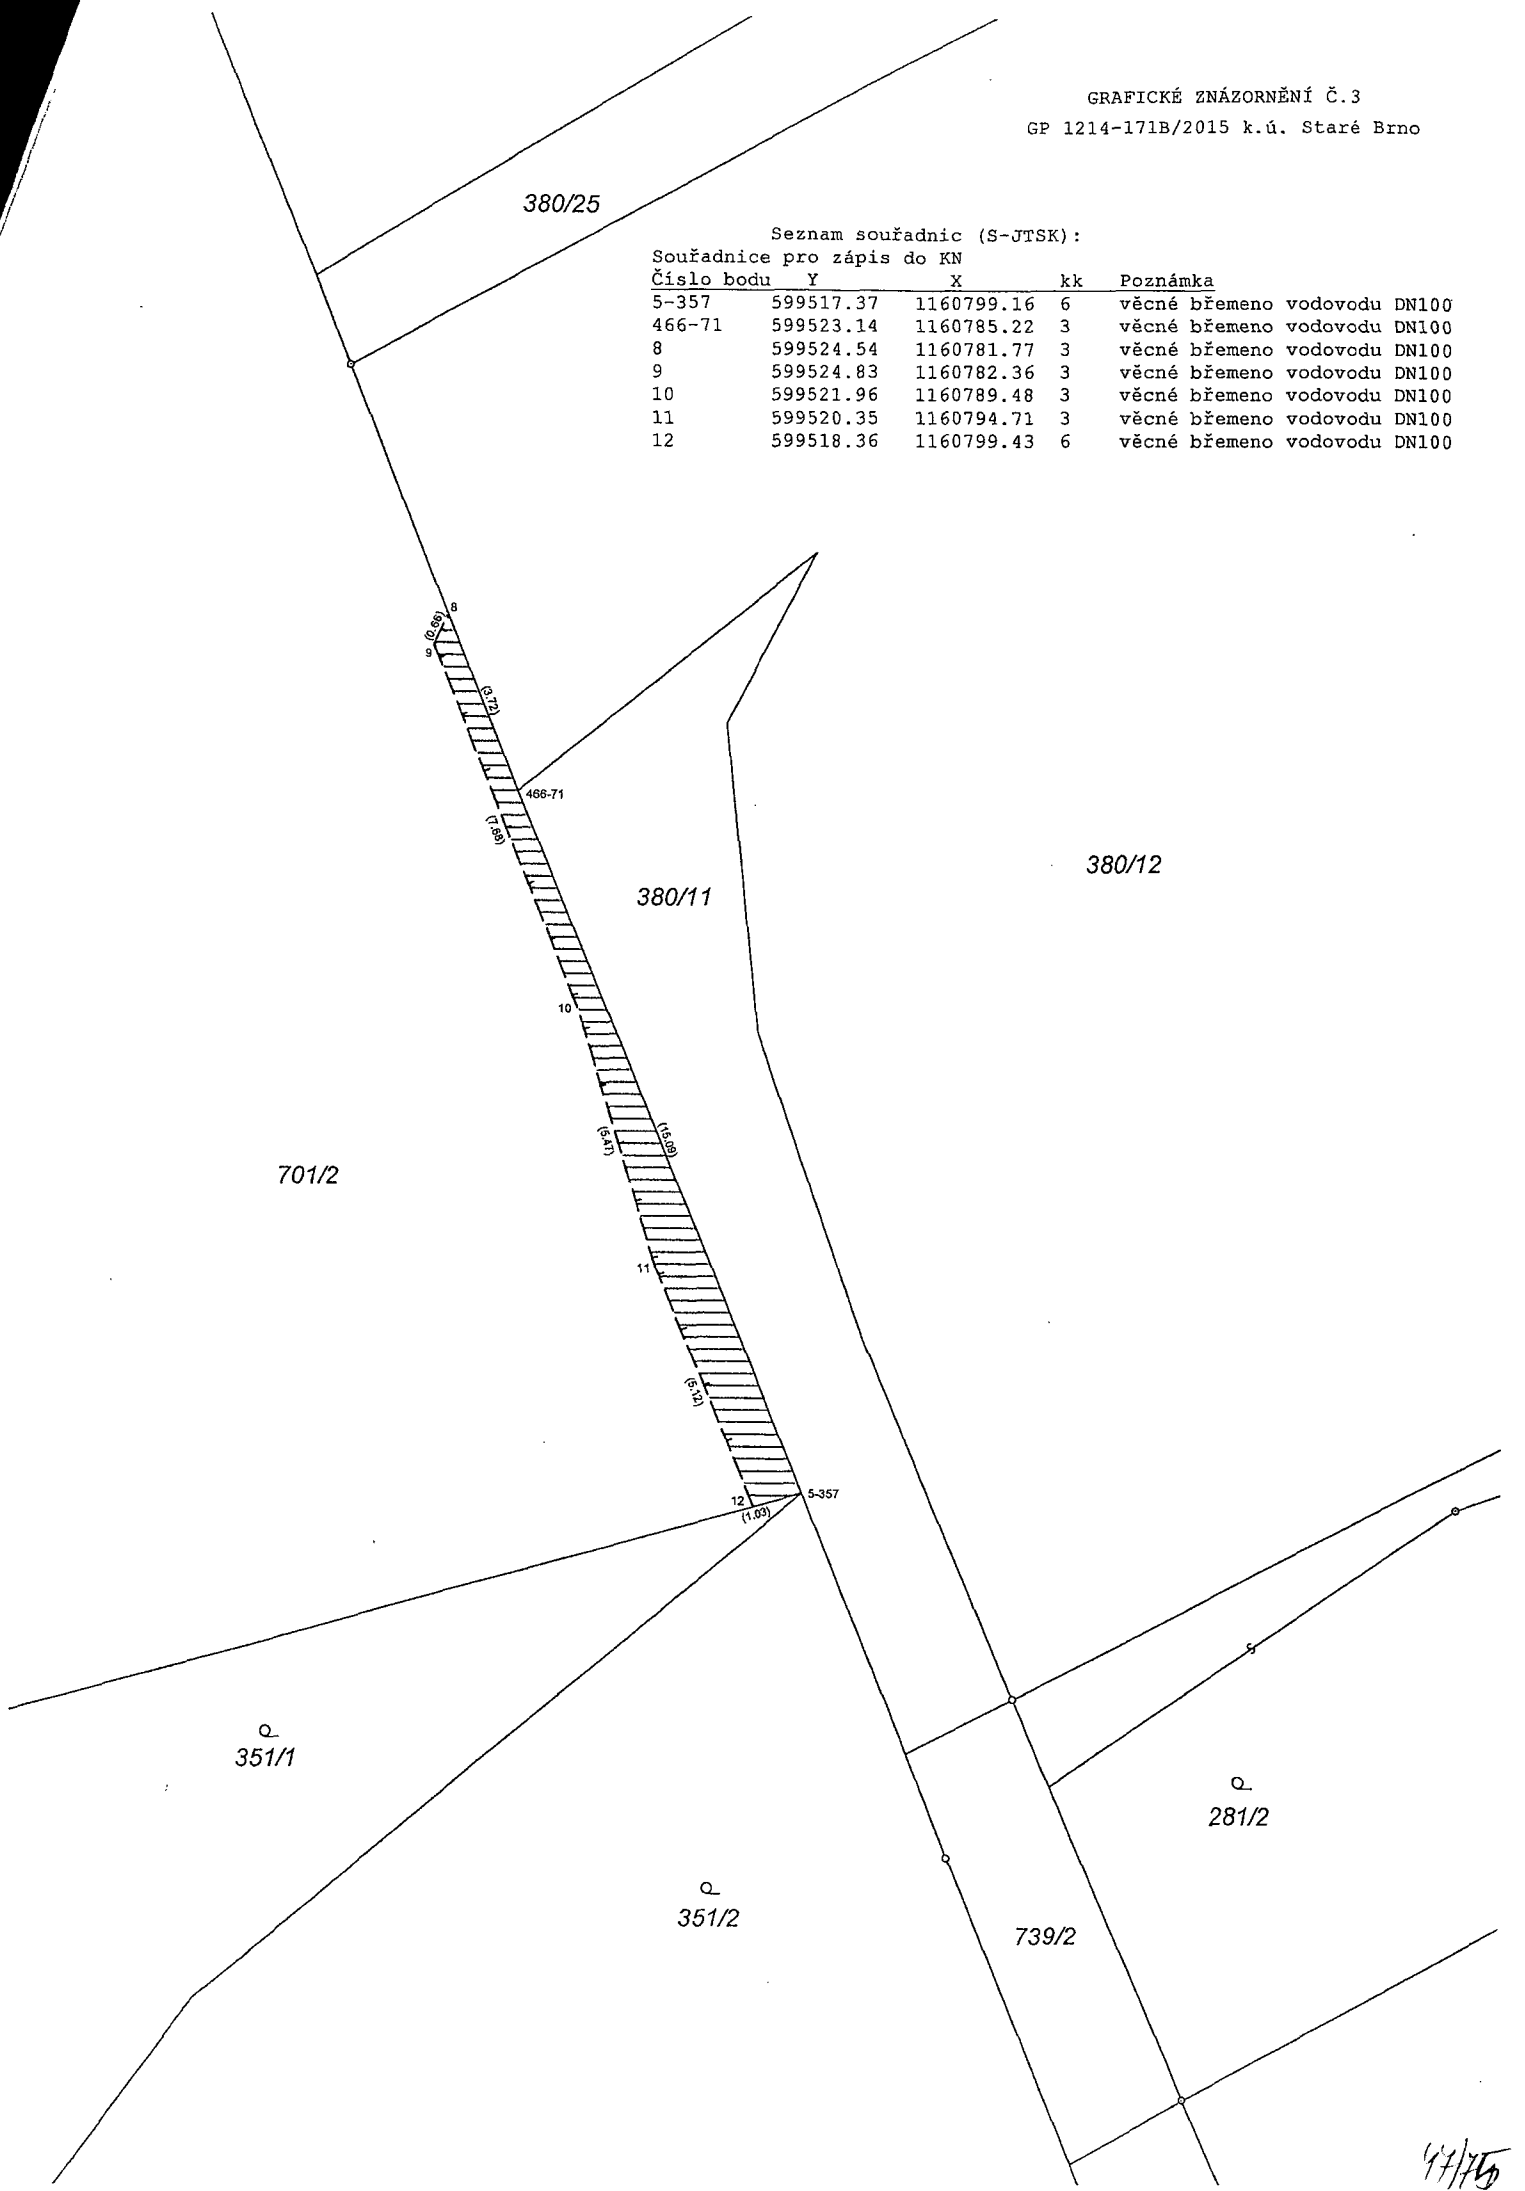 GRAFICKÉ ZNÁZORNĚNÍ Č.3
GP 1214-171B/2015 k.ú. Staré Brno
380/25
Seznam souřadnic (S-JTSK):
Souřadnice pro zápis do KN
Číslo bodu Y X kk Poznámka
5-357 599517.37 1160799.16 6 věcné břemeno vodovodu DN100
466-71 599523.14 1160785.22 3 věcné břemeno vodovodu DN100
8 599524.54 1160781.77 3 věcné břemeno vodovodu DN100
9 599524.83 1160782.36 3 věcné břemeno vodovodu DN100
10 599521.96 1160789.48 3 věcné břemeno vodovodu DN100
11 599520.35 1160794.71 3 věcné břemeno vodovodu DN100
12 599518.36 1160799.43 6 věcné břemeno vodovodu DN100
8
(0.66)
9
(3.72)
466-71
(7.68)
380/12
380/11
10
(5.47)
(15.09)
701/2
11
(5.12)
12
5-357
(1.03)
351/1
281/2
351/2
739/2